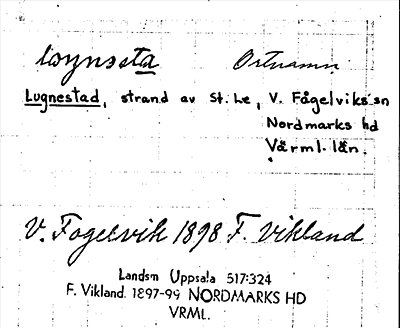 Ortnamn
Lugnestad, strand av St. Le, V. Fågelviks sn
Nordmarks hd
Värml. län.
V. Fogelvik 1898 F. Vikland
Landsm Uppsala 517:324
F. Vikland. 1897-99 NORDMARKS HD
VRML.